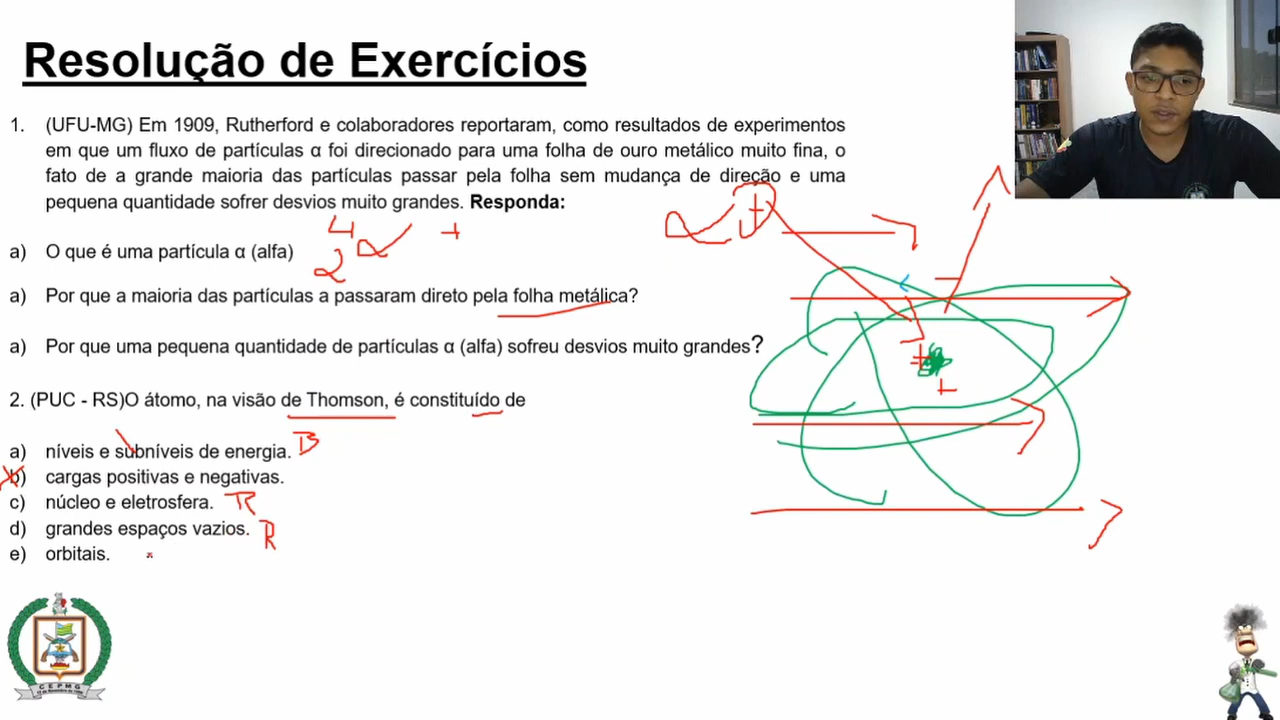 Resolução de Exercícios
1. (UFU-MG) Em 1909, Rutherford e colaboradores reportaram, como resultados de experimentos
em que um fluxo de partículas α foi direcionado para uma folha de ouro metálico muito fina, o
fato de a grande maioria das partículas passar pela folha sem mudança de direção e uma
pequena quantidade sofrer desvios muito grandes. Responda:
4
α +
2
α +
a) O que é uma partícula α (alfa)
a) Por que a maioria das partículas a passaram direto pela folha metálica?
a) Por que uma pequena quantidade de partículas α (alfa) sofreu desvios muito grandes?
+
+
2. (PUC - RS)O átomo, na visão de Thomson, é constituído de
a) níveis e subníveis de energia. B
b) cargas positivas e negativas.
c) núcleo e eletrosfera. R
d) grandes espaços vazios. R
e) orbitais.
CEPMG